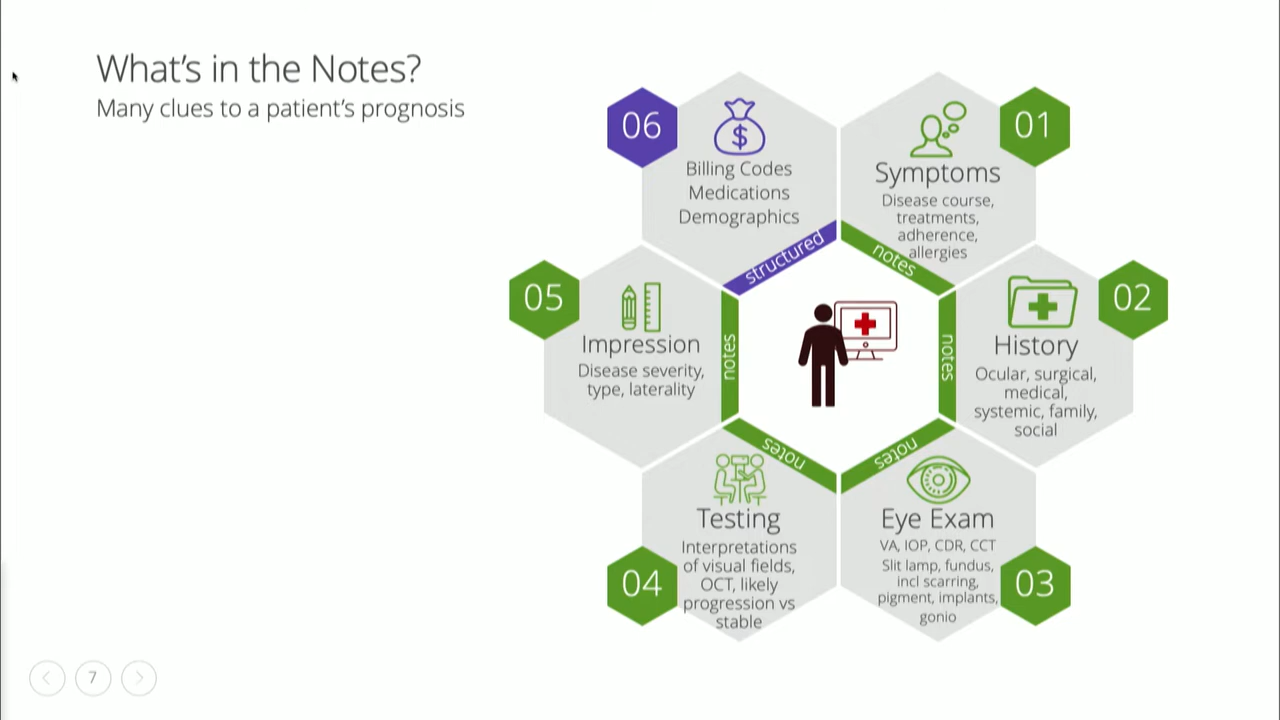 What's in the Notes?
Many clues to a patient's prognosis
06
Billing Codes
Medications
Demographics
structured
01
Symptoms
Disease course,
treatments,
adherence,
allergies
notes
02
History
Ocular, surgical,
medical,
systemic, family,
social
notes
03
Eye Exam
VA, IOP, CDR, CCT
Slit lamp, fundus,
incl scarring,
pigment, implants,
gonio
notes
04
Testing
Interpretations
of visual fields,
OCT, likely
progression vs
stable
notes
05
Impression
Disease severity,
type, laterality
notes
$
7